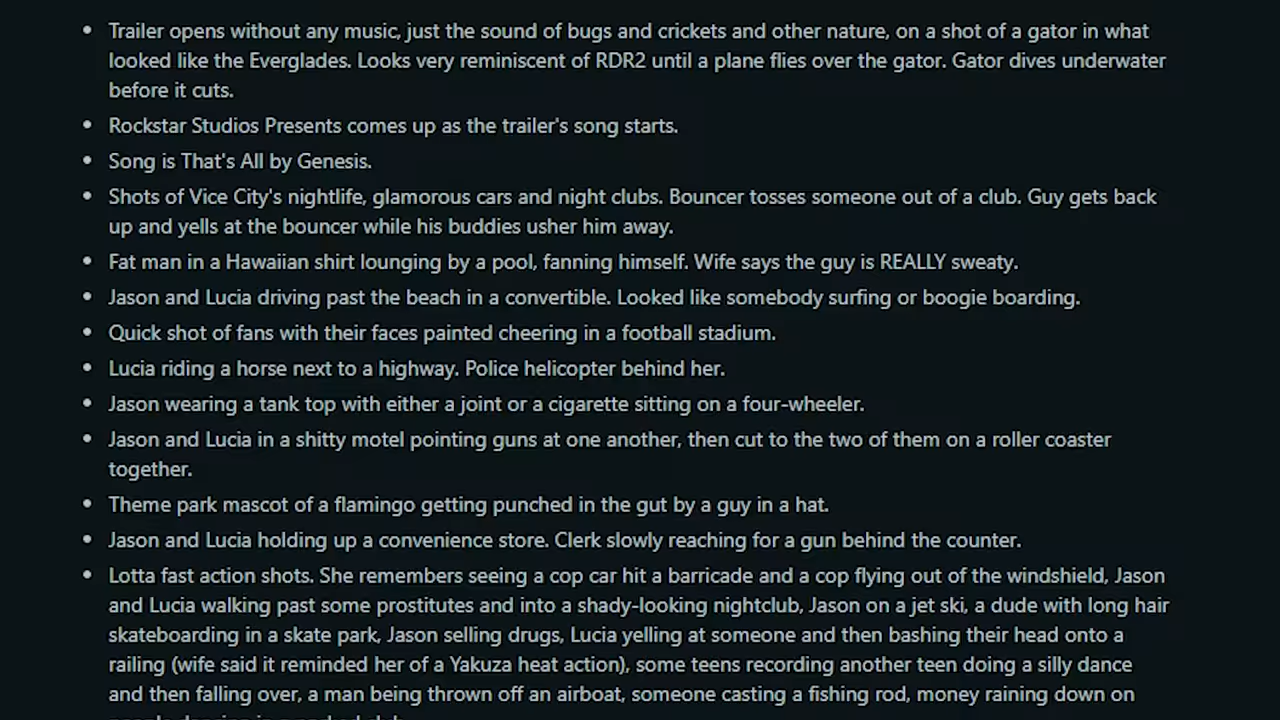 • Trailer opens without any music, just the sound of bugs and crickets and other nature, on a shot of a gator in what
looked like the Everglades. Looks very reminiscent of RDR2 until a plane flies over the gator. Gator dives underwater
before it cuts.
• Rockstar Studios Presents comes up as the trailer's song starts.
• Song is That's All by Genesis.
• Shots of Vice City's nightlife, glamorous cars and night clubs. Bouncer tosses someone out of a club. Guy gets back
up and yells at the bouncer while his buddies usher him away.
• Fat man in a Hawaiian shirt lounging by a pool, fanning himself. Wife says the guy is REALLY sweaty.
• Jason and Lucia driving past the beach in a convertible. Looked like somebody surfing or boogie boarding.
• Quick shot of fans with their faces painted cheering in a football stadium.
• Lucia riding a horse next to a highway. Police helicopter behind her.
• Jason wearing a tank top with either a joint or a cigarette sitting on a four-wheeler.
• Jason and Lucia in a shitty motel pointing guns at one another, then cut to the two of them on a roller coaster
together.
• Theme park mascot of a flamingo getting punched in the gut by a guy in a hat.
• Jason and Lucia holding up a convenience store. Clerk slowly reaching for a gun behind the counter.
• Lotta fast action shots. She remembers seeing a cop car hit a barricade and a cop flying out of the windshield, Jason
and Lucia walking past some prostitutes and into a shady-looking nightclub, Jason on a jet ski, a dude with long hair
skateboarding in a skate park, Jason selling drugs, Lucia yelling at someone and then bashing their head onto a
railing (wife said it reminded her of a Yakuza heat action), some teens recording another teen doing a silly dance
and then falling over, a man being thrown off an airboat, someone casting a fishing rod, money raining down on